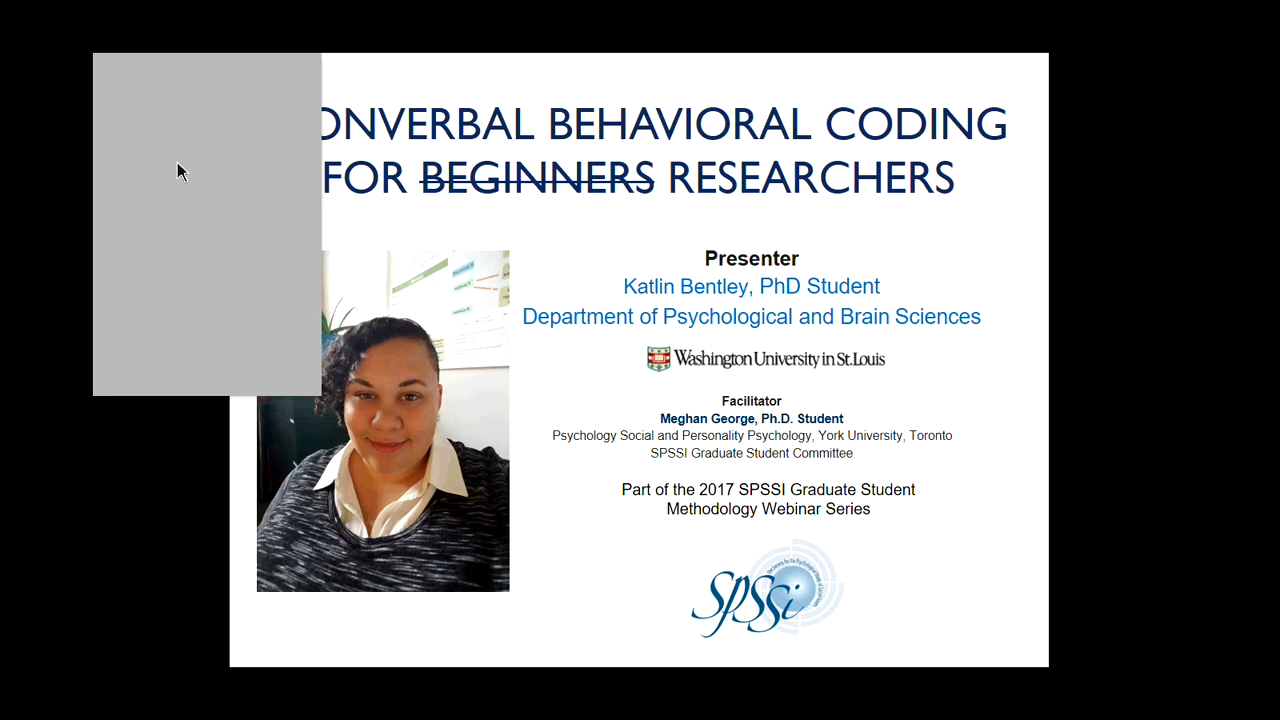 ONVERBAL BEHAVIORAL CODING
FOR BEGINNERS RESEARCHERS
Presenter
Katlin Bentley, PhD Student
Department of Psychological and Brain Sciences
Washington University in St. Louis
Facilitator
Meghan George, Ph.D. Student
Psychology Social and Personality Psychology, York University, Toronto
SPSSI Graduate Student Committee
Part of the 2017 SPSSI Graduate Student
Methodology Webinar Series
SPSSi